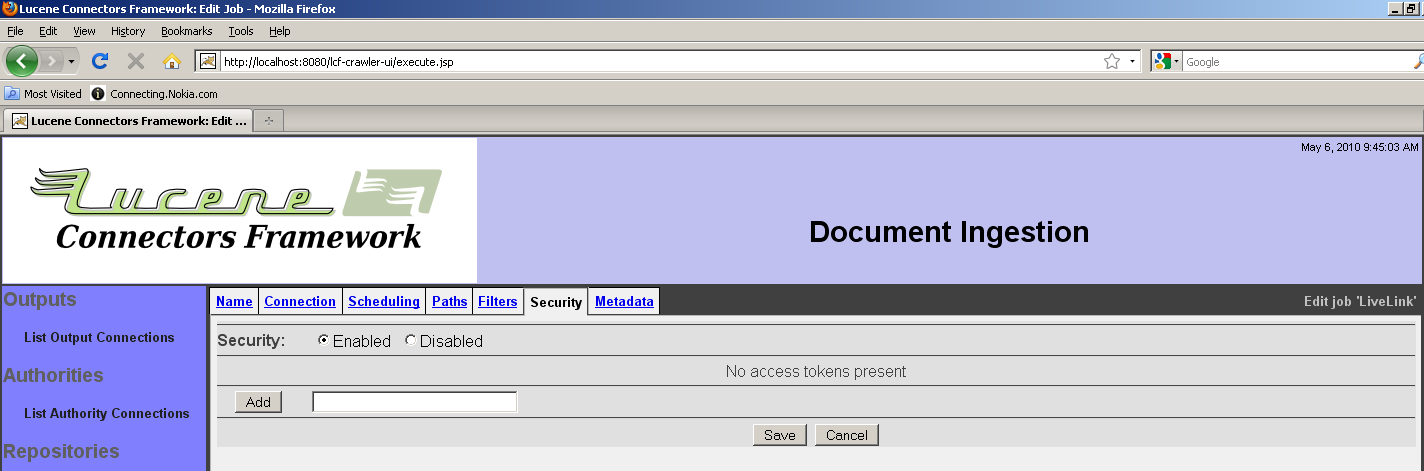 Lucene Connectors Framework: Edit Job - Mozilla Firefox
File Edit View History Bookmarks Tools Help
http://localhost:8080/lcf-crawler-ui/execute.jsp
Google
Most Visited Connecting.Nokia.com
Lucene Connectors Framework: Edit ...
May 6, 2010 9:45:03 AM
Lucene
Connectors Framework
Document Ingestion
Outputs
List Output Connections
Authorities
List Authority Connections
Repositories
Name Connection Scheduling Paths Filters Security Metadata
Edit job 'LiveLink'
Security: Enabled Disabled
No access tokens present
Add
Save Cancel